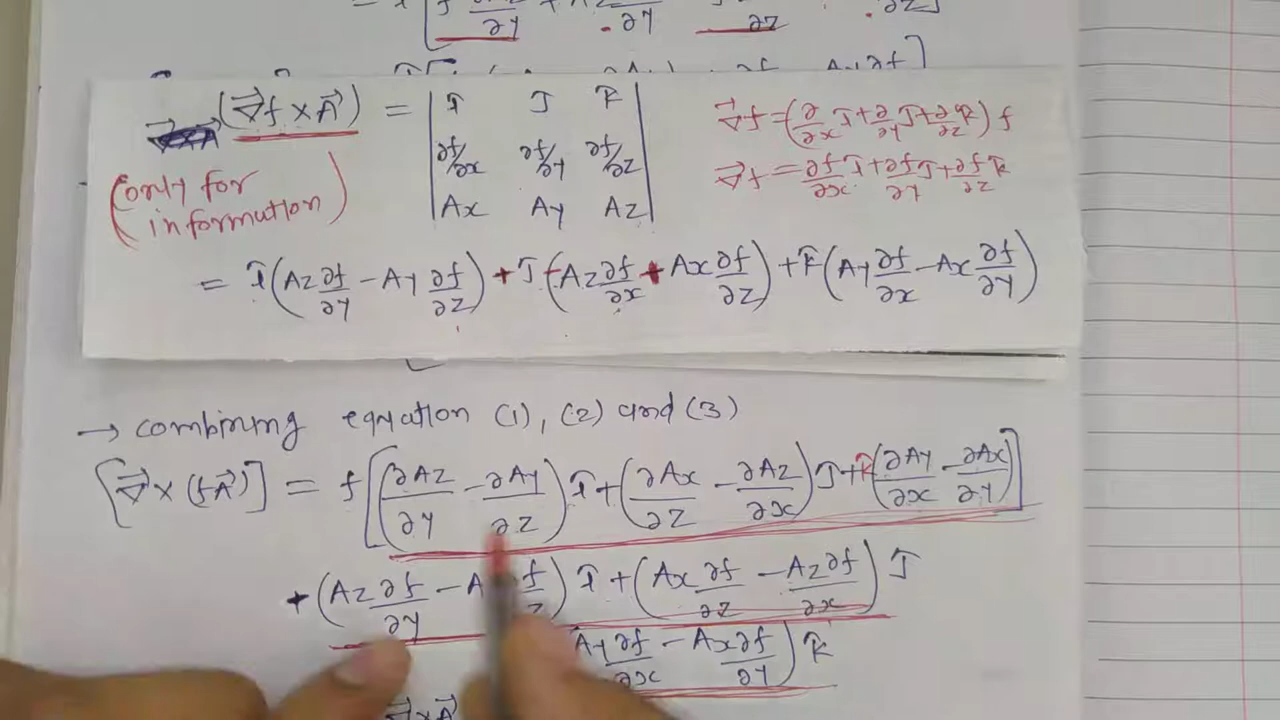 (∇⃗f × A⃗) = | î ĵ k̂ |
| ∂f/∂x ∂f/∂y ∂f/∂z |
| Ax Ay Az |
(only for information)
∇⃗f = (∂/∂x î + ∂/∂y ĵ + ∂/∂z k̂) f
∇⃗f = ∂f/∂x î + ∂f/∂y ĵ + ∂f/∂z k̂
= î(Az ∂f/∂y − Ay ∂f/∂z) + ĵ(−Az ∂f/∂x + Ax ∂f/∂z) + k̂(Ay ∂f/∂x − Ax ∂f/∂y)
→ combining equation (1), (2) and (3)
[∇⃗ × (fA⃗)] = f[(∂Az/∂y − ∂Ay/∂z) î + (∂Ax/∂z − ∂Az/∂x) ĵ + k̂(∂Ay/∂x − ∂Ax/∂y)]
+ (Az ∂f/∂y − A f) î + (Ax ∂f/∂z − Az ∂f/∂x) ĵ
Ay ∂f/∂x − Ax ∂f/∂y) k̂
∇⃗ × A⃗